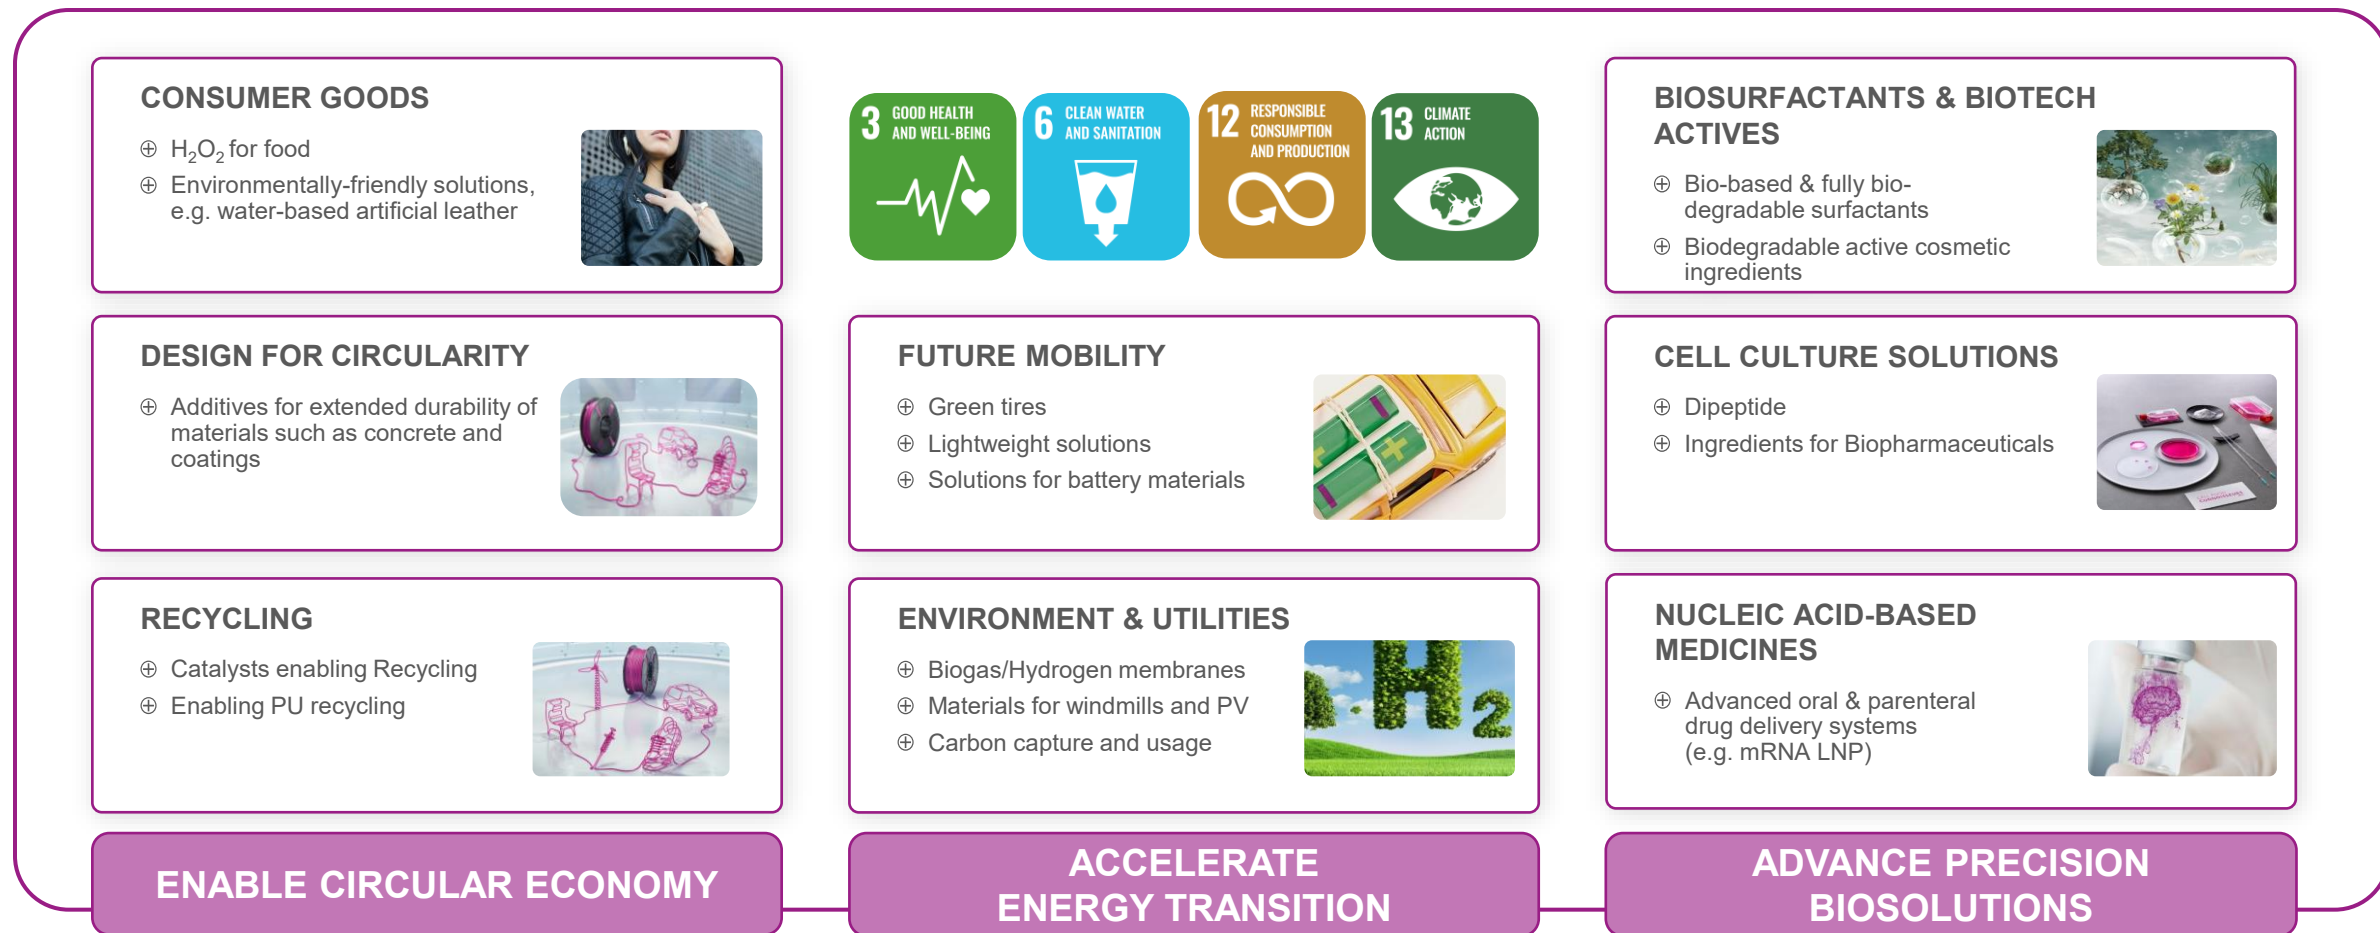 CONSUMER GOODS
H₂O₂ for food
Environmentally-friendly solutions,
e.g. water-based artificial leather
DESIGN FOR CIRCULARITY
Additives for extended durability of
materials such as concrete and
coatings
RECYCLING
Catalysts enabling Recycling
Enabling PU recycling
ENABLE CIRCULAR ECONOMY
3 GOOD HEALTH
AND WELL-BEING
6 CLEAN WATER
AND SANITATION
12 RESPONSIBLE
CONSUMPTION
AND PRODUCTION
13 CLIMATE
ACTION
FUTURE MOBILITY
Green tires
Lightweight solutions
Solutions for battery materials
ENVIRONMENT & UTILITIES
Biogas/Hydrogen membranes
Materials for windmills and PV
Carbon capture and usage
H2
ACCELERATE
ENERGY TRANSITION
BIOSURFACTANTS & BIOTECH
ACTIVES
Bio-based & fully bio-
degradable surfactants
Biodegradable active cosmetic
ingredients
CELL CULTURE SOLUTIONS
Dipeptide
Ingredients for Biopharmaceuticals
NUCLEIC ACID-BASED
MEDICINES
Advanced oral & parenteral
drug delivery systems
(e.g. mRNA LNP)
ADVANCE PRECISION
BIOSOLUTIONS